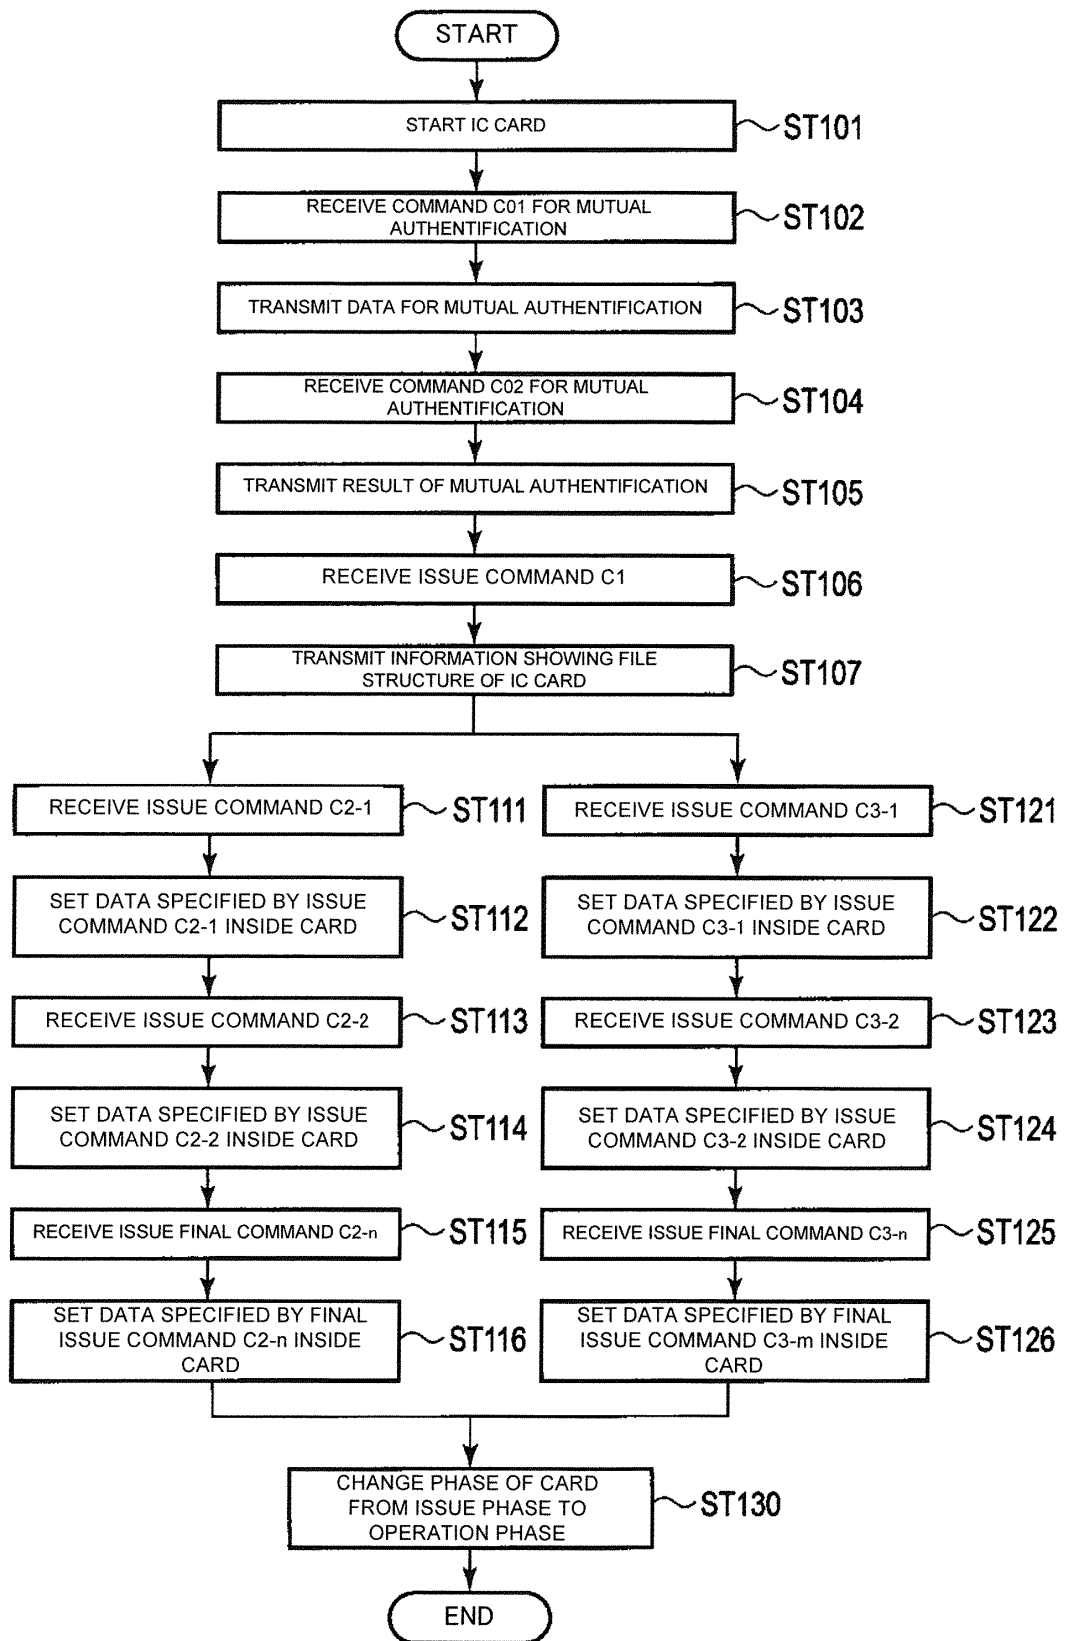 START
START IC CARD
ST101
RECEIVE COMMAND C01 FOR MUTUAL
AUTHENTIFICATION
ST102
TRANSMIT DATA FOR MUTUAL AUTHENTIFICATION
ST103
RECEIVE COMMAND C02 FOR MUTUAL
AUTHENTIFICATION
ST104
TRANSMIT RESULT OF MUTUAL AUTHENTIFICATION
ST105
RECEIVE ISSUE COMMAND C1
ST106
TRANSMIT INFORMATION SHOWING FILE
STRUCTURE OF IC CARD
ST107
RECEIVE ISSUE COMMAND C2-1
ST111
SET DATA SPECIFIED BY ISSUE
COMMAND C2-1 INSIDE CARD
ST112
RECEIVE ISSUE COMMAND C2-2
ST113
SET DATA SPECIFIED BY ISSUE
COMMAND C2-2 INSIDE CARD
ST114
RECEIVE ISSUE FINAL COMMAND C2-n
ST115
SET DATA SPECIFIED BY FINAL
ISSUE COMMAND C2-n INSIDE
CARD
ST116
RECEIVE ISSUE COMMAND C3-1
ST121
SET DATA SPECIFIED BY ISSUE
COMMAND C3-1 INSIDE CARD
ST122
RECEIVE ISSUE COMMAND C3-2
ST123
SET DATA SPECIFIED BY ISSUE
COMMAND C3-2 INSIDE CARD
ST124
RECEIVE ISSUE FINAL COMMAND C3-n
ST125
SET DATA SPECIFIED BY FINAL
ISSUE COMMAND C3-m INSIDE
CARD
ST126
CHANGE PHASE OF CARD
FROM ISSUE PHASE TO
OPERATION PHASE
ST130
END